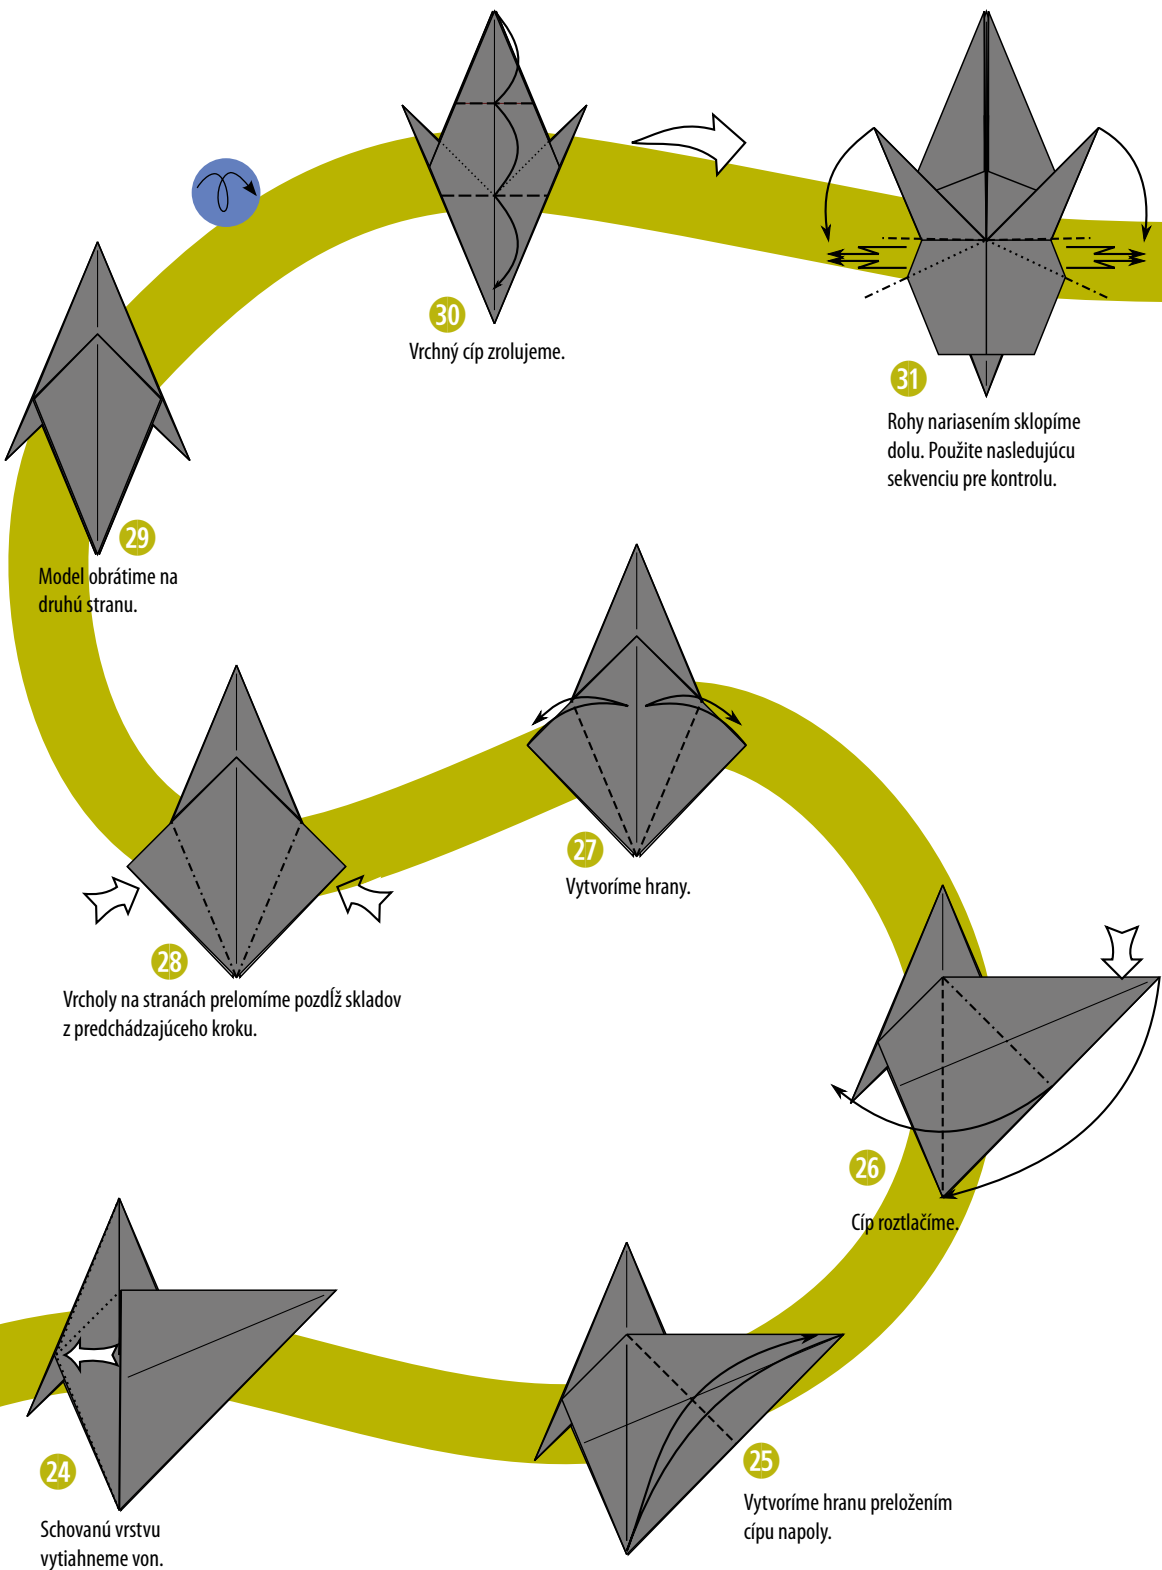 30
Vrchný cíp zrolujeme.
31
Rohy nariasením sklopíme
dolu. Použite nasledujúcu
sekvenciu pre kontrolu.
29
Model obrátime na
druhú stranu.
27
Vytvoríme hrany.
28
Vrcholy na stranách prelomíme pozdĺž skladov
z predchádzajúceho kroku.
26
Cíp roztlačíme.
24
Schovanú vrstvu
vytiahneme von.
25
Vytvoríme hranu preložením
cípu napoly.